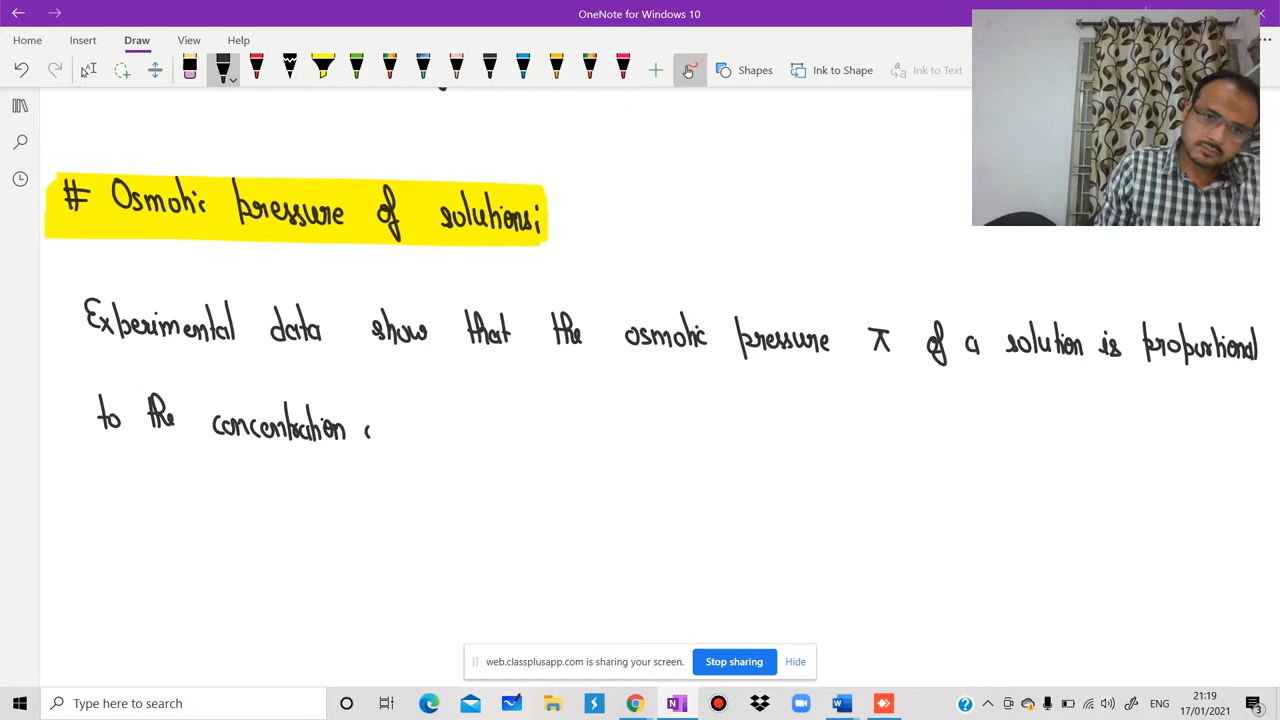 OneNote for Windows 10
Home Insert Draw View Help
Shapes Ink to Shape Ink to Text
# Osmotic pressure of solutions;
Experimental data show that the osmotic pressure π of a solution is proportional
to the concentration c
web.classplusapp.com is sharing your screen. Stop sharing Hide
Type here to search
ENG
21:19
17/01/2021
3